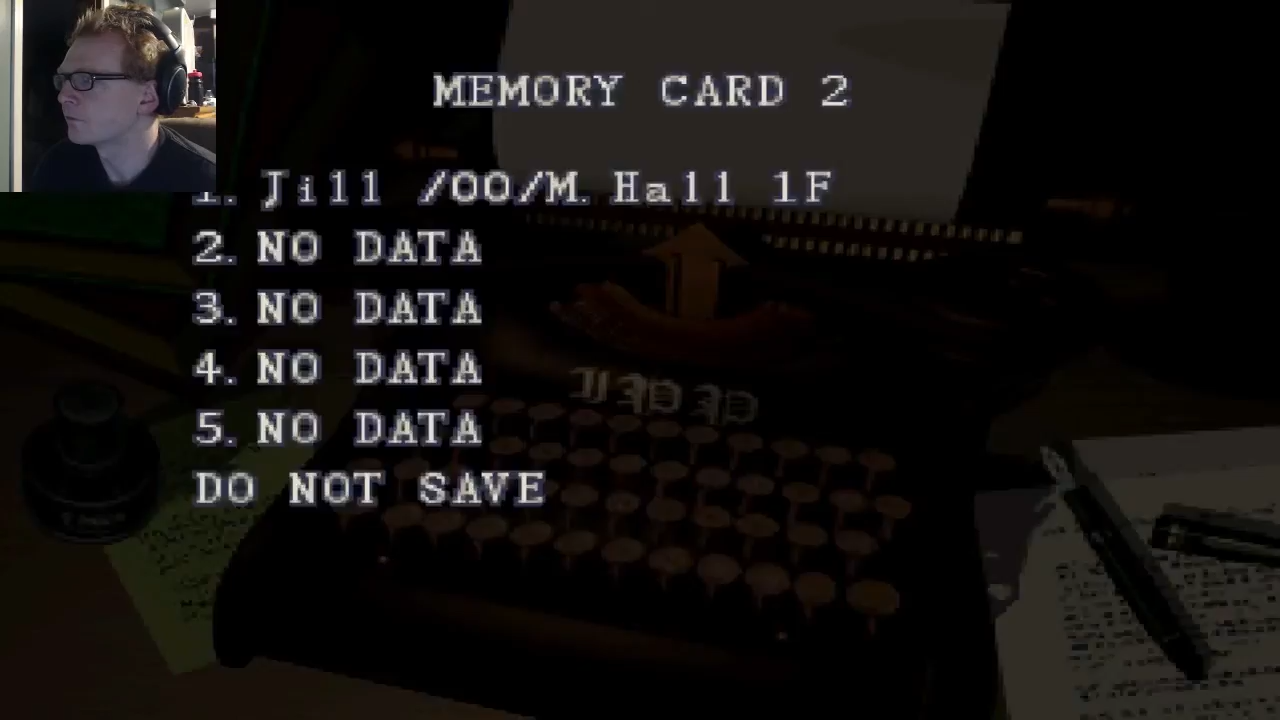 MEMORY CARD 2
1. Jill /00/M. Hall 1F
2. NO DATA
3. NO DATA
4. NO DATA
5. NO DATA
DO NOT SAVE